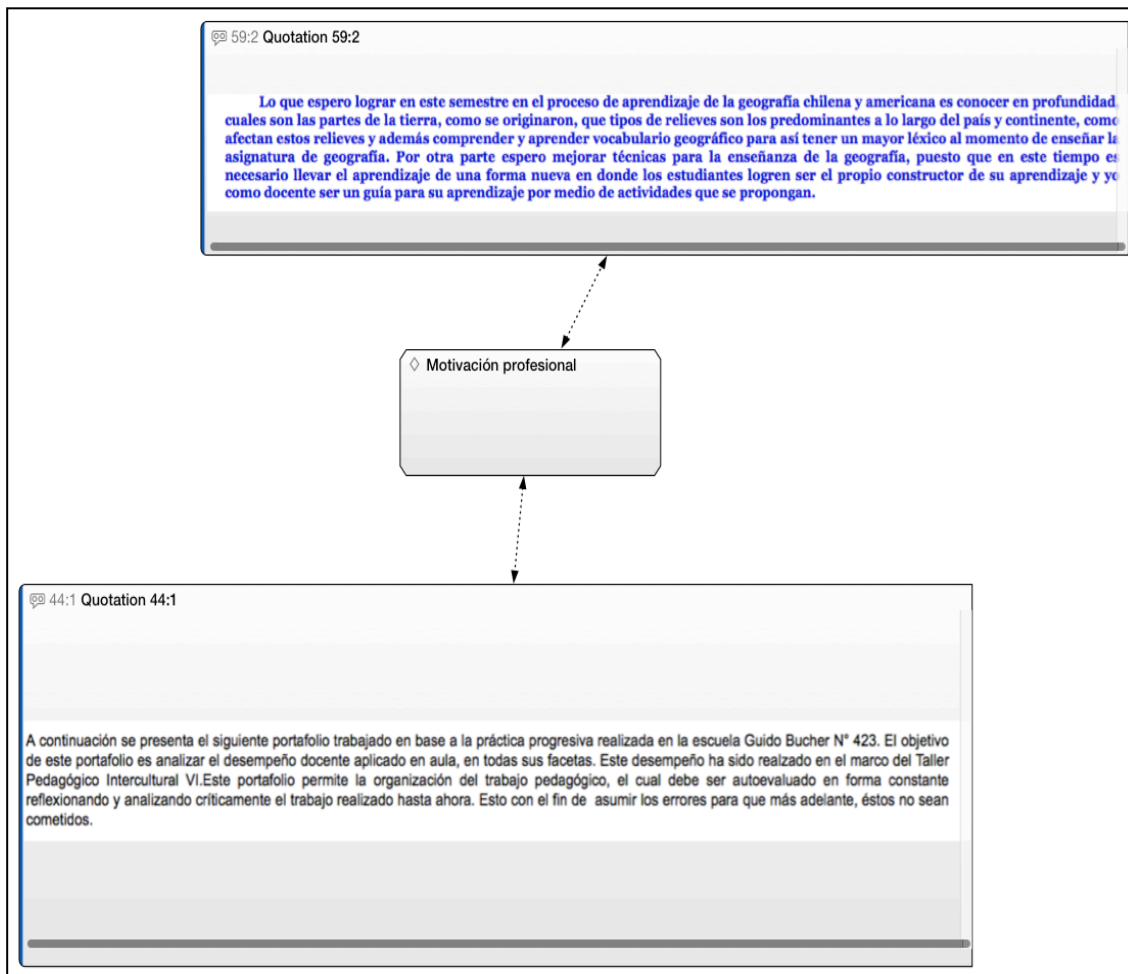 59:2 Quotation 59:2
Lo que espero lograr en este semestre en el proceso de aprendizaje de la geografía chilena y americana es conocer en profundidad,
cuales son las partes de la tierra, como se originaron, que tipos de relieves son los predominantes a lo largo del país y continente, como
afectan estos relieves y además comprender y aprender vocabulario geográfico para así tener un mayor léxico al momento de enseñar la
asignatura de geografía. Por otra parte espero mejorar técnicas para la enseñanza de la geografía, puesto que en este tiempo es
necesario llevar el aprendizaje de una forma nueva en donde los estudiantes logren ser el propio constructor de su aprendizaje y yo
como docente ser un guía para su aprendizaje por medio de actividades que se propongan.
Motivación profesional
44:1 Quotation 44:1
A continuación se presenta el siguiente portafolio trabajado en base a la práctica progresiva realizada en la escuela Guido Bucher N° 423. El objetivo
de este portafolio es analizar el desempeño docente aplicado en aula, en todas sus facetas. Este desempeño ha sido realzado en el marco del Taller
Pedagógico Intercultural VI.Este portafolio permite la organización del trabajo pedagógico, el cual debe ser autoevaluado en forma constante
reflexionando y analizando críticamente el trabajo realizado hasta ahora. Esto con el fin de asumir los errores para que más adelante, éstos no sean
cometidos.